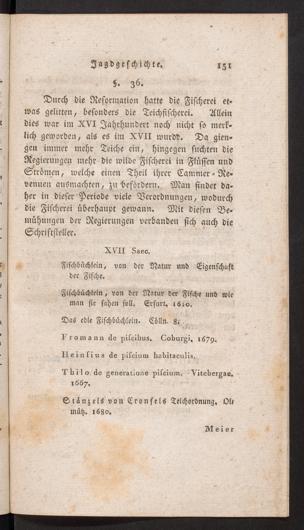 Jagdgeschichte. 151
§. 36.
Durch die Reformation hatte die Fischerei et-
was gelitten, besonders die Teichfischerei. Allein
dies war im XVI Jahrhundert noch nicht so merk-
lich geworden, als es im XVII wurde. Da gien-
gen immer mehr Teiche ein, hingegen suchten die
Regierungen mehr die wilde Fischerei in Flüssen und
Strömen, welche einen Theil ihrer Cammer-Re-
venuen ausmachten, zu befördern. Man findet da-
her in dieser Periode viele Verordnungen, wodurch
die Fischerei überhaupt gewann. Mit diesen Be-
mühungen der Regierungen verbanden sich auch die
Schriftsteller.
XVII Saec.
Fischbüchlein, von der Natur und Eigenschaft
der Fische.
Fischbüchlein, von der Natur der Fische und wie
man sie fahen soll. Erfurt. 1610.
Das edle Fischbüchlein. Cölln. 8.
Fromann de piscibus. Coburgi, 1679.
Heinsius de piscium habitaculis.
Thilo de generatione piscium. Vitebergae.
1667.
Stänzels von Cronfels Teichordnung. Oll
müß. 1680.
Meier